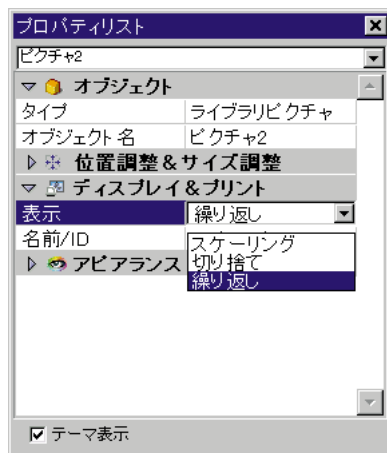 プロパティリスト
ピクチャ2
オブジェクト
タイプ ライブラリピクチャ
オブジェクト名 ピクチャ2
位置調整&サイズ調整
ディスプレイ&プリント
表示 繰り返し
名前/ID スケーリング
切り捨て
アピアランス 繰り返し
テーマ表示